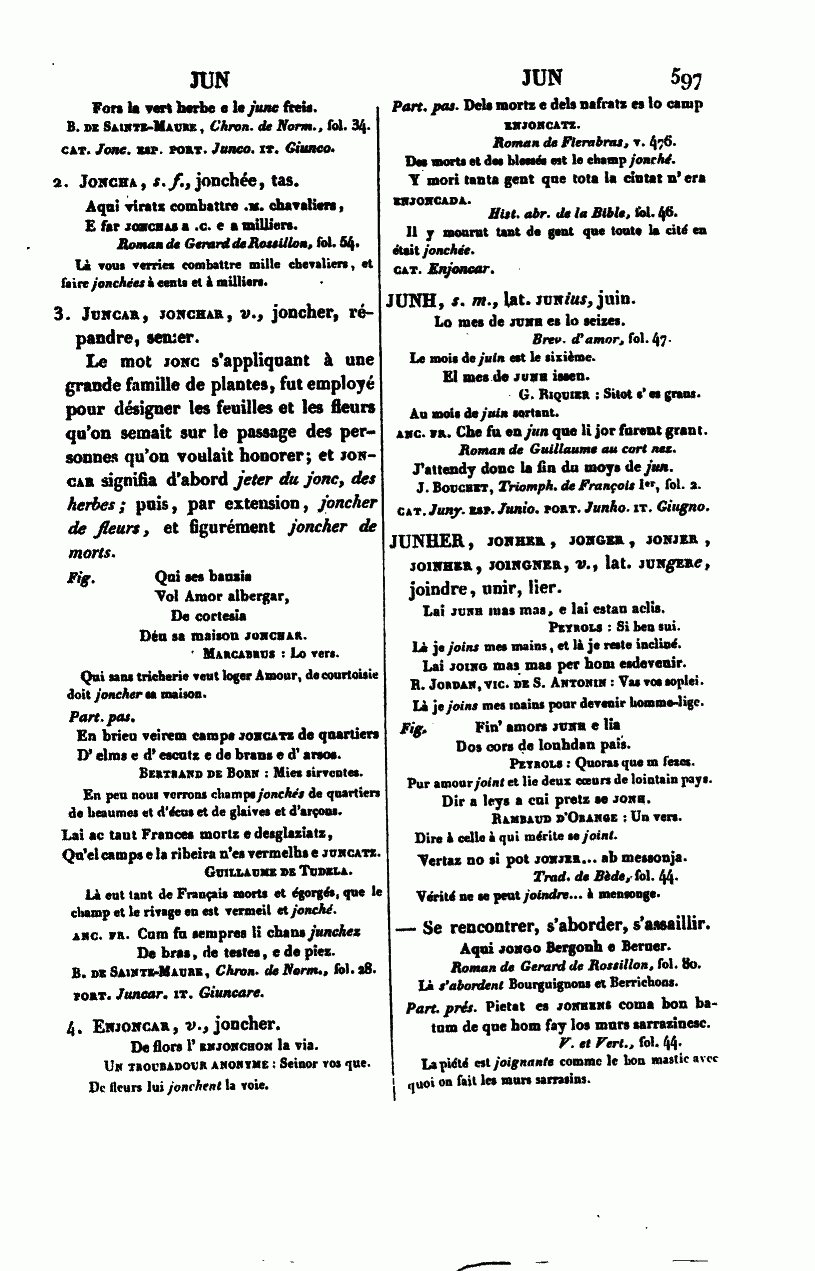 JUN
Fors la vert herbe e le junc freis.
B. DE SAINTE-MAURE, Chron. de Norm., fol. 34.
CAT. Jonc. ESP. PORT. Junco. IT. Giunco.
2. JONCHA, s. f., jonchée, tas.
Aqui viratz combattre .M. chavaliers,
E far JONCHAS a .C. e a milliers.
Roman de Gerard de Rossillon, fol. 54.
Là vous verriez combattre mille chevaliers, et
faire jonchées à cents et à milliers.
3. JUNCAR, JONCHAR, v., joncher, ré-
pandre, semer.
Le mot JONC s'appliquant à une
grande famille de plantes, fut employé
pour désigner les feuilles et les fleurs
qu'on semait sur le passage des per-
sonnes qu'on voulait honorer; et JON-
CAR signifia d'abord jeter du jonc, des
herbes; puis, par extension, joncher
de fleurs, et figurément joncher de
morts.
Fig. Qui ses bauzia
Vol Amor albergar,
De cortesia
Deu sa maison JONCHAR.
MARCABRUS : Lo vers.
Qui sans tricherie veut loger Amour, de courtoisie
doit joncher sa maison.
Part. pas.
En brieu veirem camps JONCATZ de quartiers
D' elms e d' escutz e de brans e d' arsos.
BERTRAND DE BORN : Miei sirventes.
En peu nous verrons champs jonchés de quartiers
de heaumes et d'écus et de glaives et d'arçons.
Lai ac tant Frances mortz e desglaziatz,
Qu'el camps e la ribeira n'es vermelhs e JUNCATZ.
GUILLAUME DE TUDELA.
Là eut tant de Français morts et égorgés, que le
champ et le rivage en est vermeil et jonché.
ANC. FR. Cum fu sempres li chans junchez
De bras, de testes, e de piez.
B. DE SAINTE-MAURE, Chron. de Norm., fol. 28.
PORT. Juncar. IT. Giuncare.
4. ENJONCAR, v., joncher.
De flors l' ENJONCHON la via.
UN TROUBADOUR ANONYME : Seinor vos que.
De fleurs lui jonchent la voie.
JUN 597
Part. pas. Dels mortz e dels nafratz es lo camp
ENJONCATZ.
Roman de Fierabras, v. 476.
Des morts et des blessés est le champ jonché.
Y mori tanta gent que tota la ciutat n' era
ENJONCADA.
Hist. abr. de la Bible, fol. 46.
Il y mourut tant de gent que toute la cité en
était jonchée.
CAT. Enjoncar.
JUNH, s. m., lat. JUNius, juin.
Lo mes de JUNH es lo seizes.
Brev. d'amor, fol. 47.
Le mois de juin est le sixième.
El mes de JUNH issen.
G. RIQUIER : Sitot s' es grans.
Au mois de juin sortant.
ANC. FR. Che fu en jun que li jor furent grant.
Roman de Guillaume au cort nez.
J'attendy donc la fin du moys de jun.
J. BOUCHET, Triomph. de François Ier, fol. 2.
CAT. Juny. ESP. Junio. PORT. Junho. IT. Giugno.
JUNHER, JONHER, JONGER, JONJER,
JOINHER, JOINGNER, v., lat. JUNGERe,
joindre, unir, lier.
Lai JUNH mas mas, e lai estau aclis.
PEYROLS : Si ben sui.
Là je joins mes mains, et là je reste incliné.
Lai JOING mas mas per hom esdevenir.
R. JORDAN, VIC. DE S. ANTONIN : Vas vos soplei.
Là je joins mes mains pour devenir homme-lige.
Fig. Fin' amors JUNH e lia
Dos cors de lonhdan païs.
PEYROLS : Quoras que m fezes.
Pur amour joint et lie deux cœurs de lointain pays.
Dir a leys a cui pretz se JONH.
RAMBAUD D'ORANGE : Un vers.
Dire à celle à qui mérite se joint.
Vertaz no si pot JONJER... ab messonja.
Trad. de Bède, fol. 44.
Vérité ne se peut joindre... à mensonge.
— Se rencontrer, s'aborder, s'assaillir.
Aqui JONGO Bergonh e Beruer.
Roman de Gerard de Rossillon, fol. 80.
Là s'abordent Bourguignons et Berrichons.
Part. prés. Pietat es JONHENS coma bon ba-
tum de que hom fay los murs sarrazinesc.
V. et Vert., fol. 44.
La piété est joignante comme le bon mastic avec
quoi on fait les murs sarrasins.